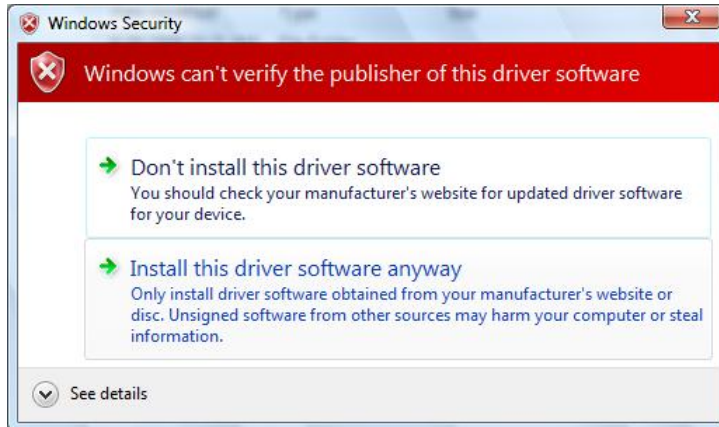 Windows Security
Windows can't verify the publisher of this driver software
Don't install this driver software
You should check your manufacturer's website for updated driver software
for your device.
Install this driver software anyway
Only install driver software obtained from your manufacturer's website or
disc. Unsigned software from other sources may harm your computer or steal
information.
See details